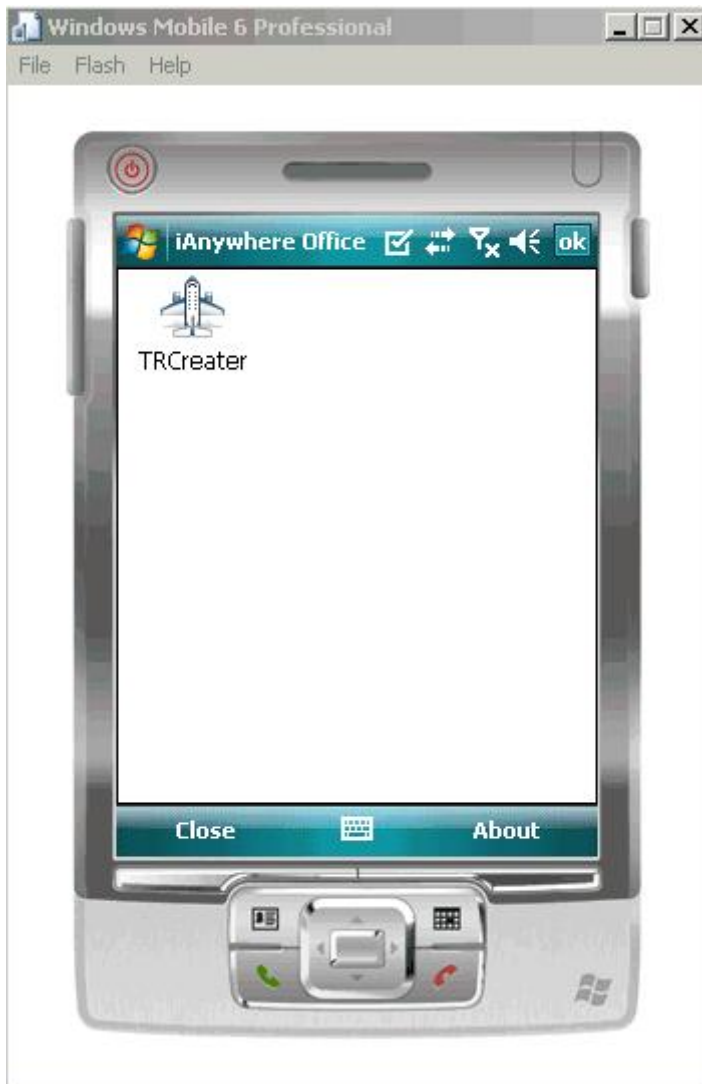 Windows Mobile 6 Professional
File Flash Help
iAnywhere Office ok
TRCreater
Close About